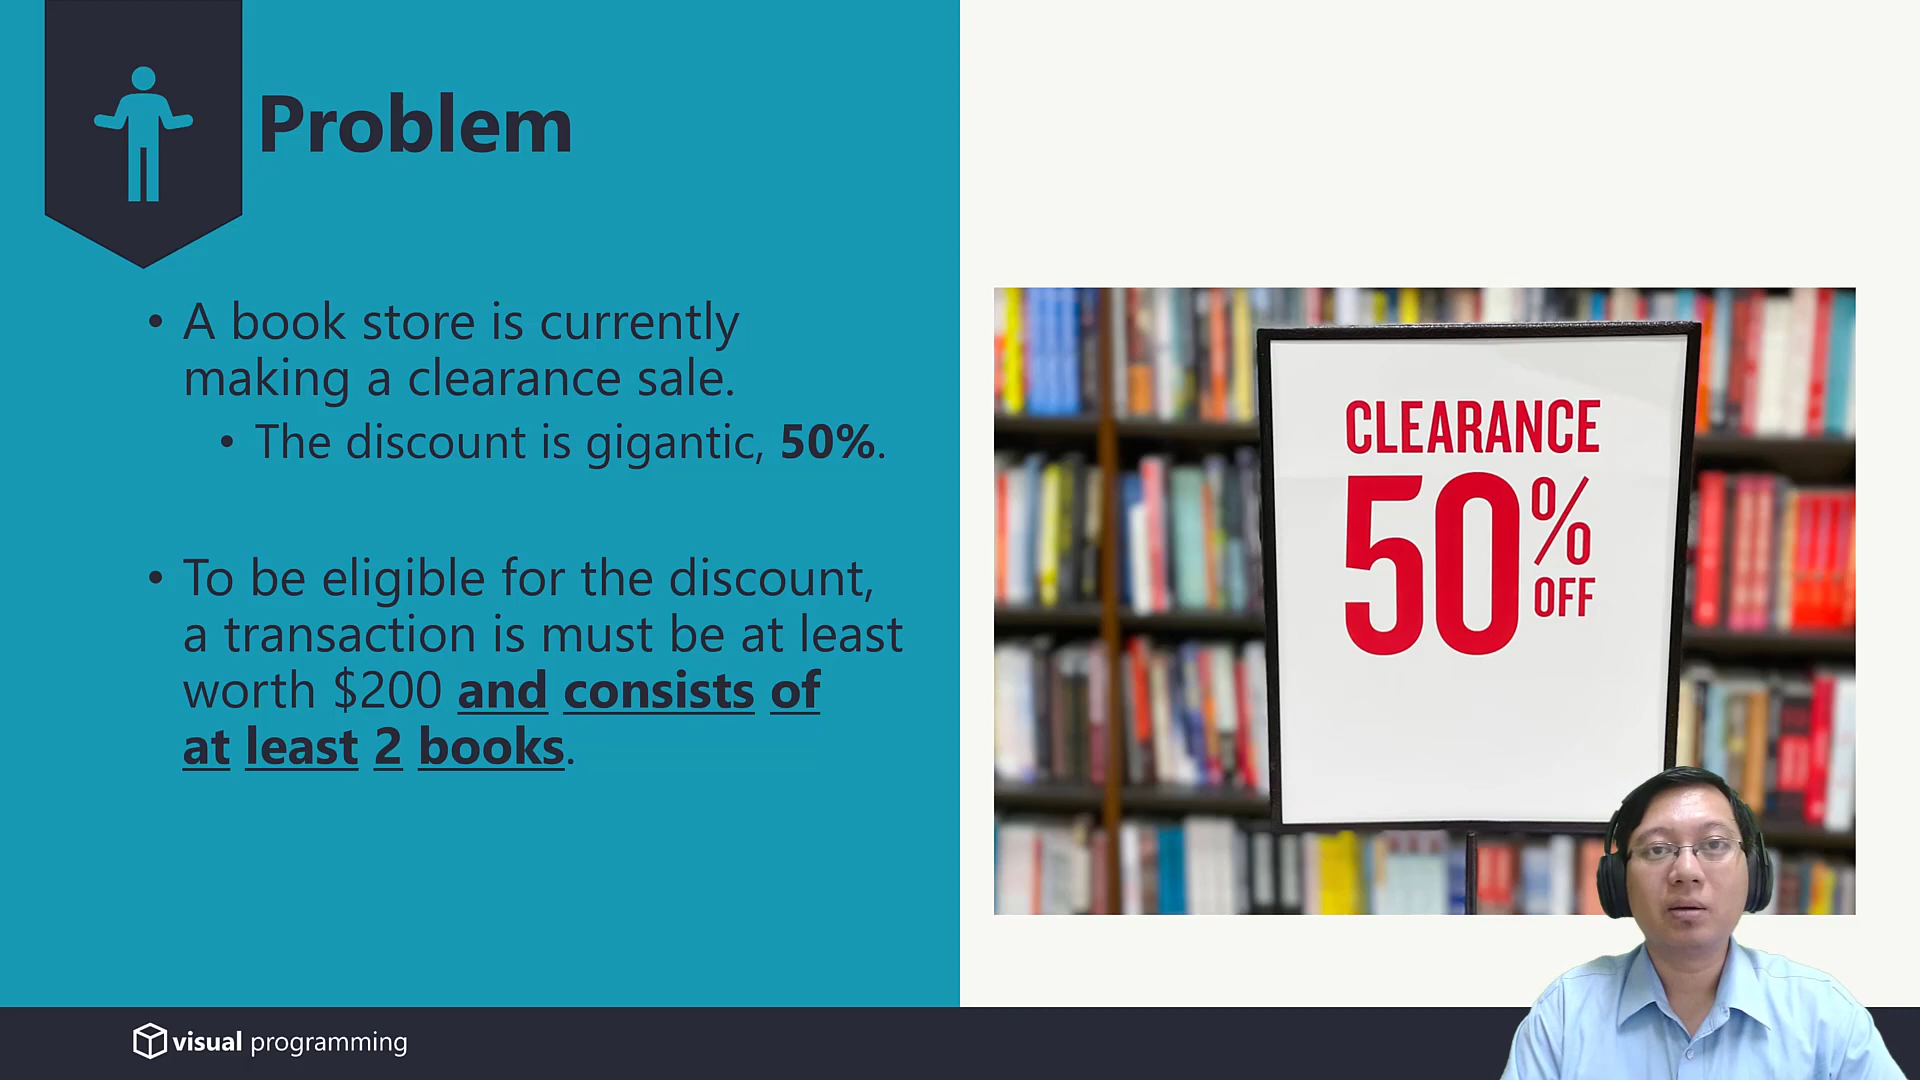 Problem
• A book store is currently
making a clearance sale.
• The discount is gigantic, 50%.
• To be eligible for the discount,
a transaction is must be at least
worth $200 and consists of
at least 2 books.
CLEARANCE
50%
OFF
visual programming